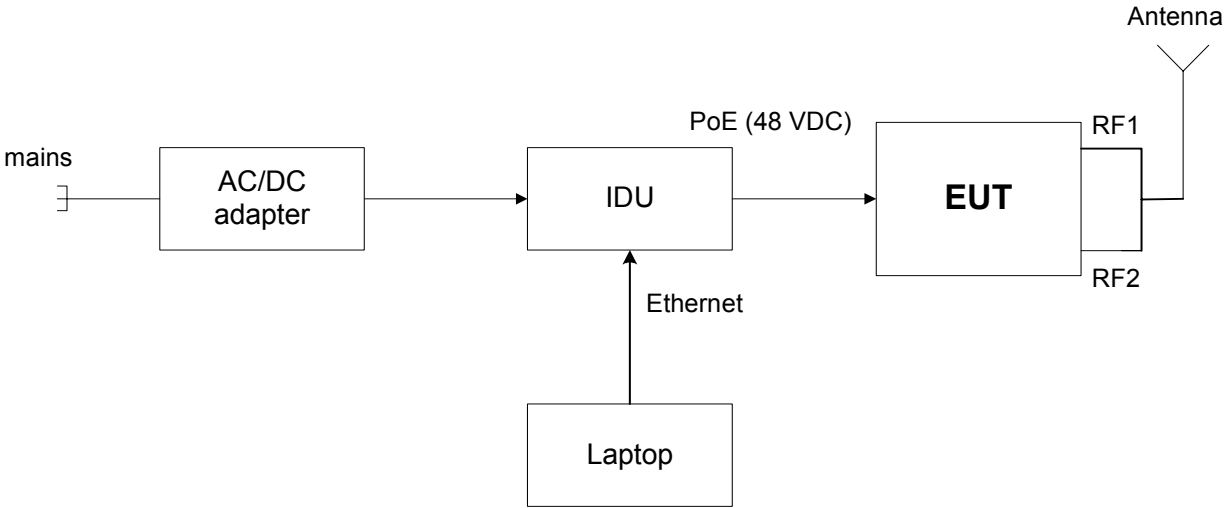 Antenna
PoE (48 VDC)
RF1
mains
AC/DC
adapter
IDU
EUT
RF2
Ethernet
Laptop